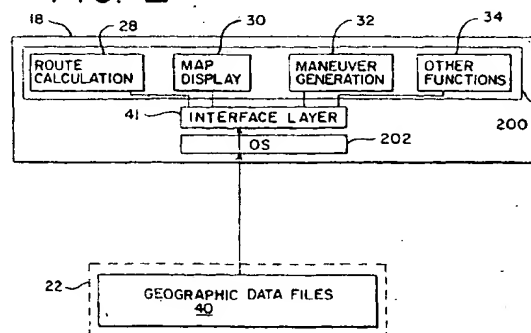 18
28
30
32
34
ROUTE CALCULATION
MAP DISPLAY
MANEUVER GENERATION
OTHER FUNCTIONS
41
INTERFACE LAYER
200
OS
202
22
GEOGRAPHIC DATA FILES
40